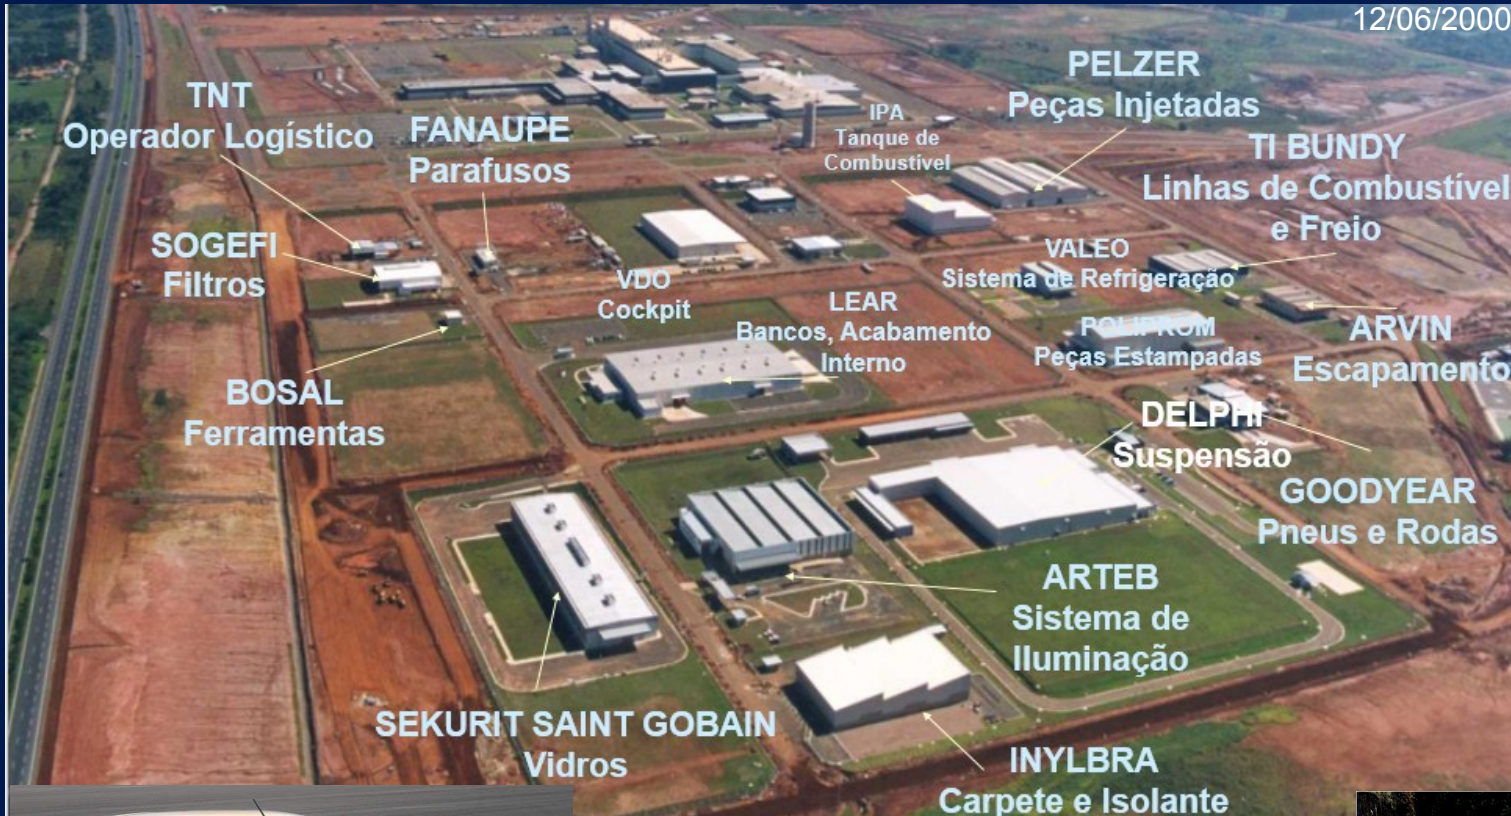 12/06/2000
TNT
Operador Logístico
FANAUPE
Parafusos
IPA
Tanque de
Combustível
PELZER
Peças Injetadas
TI BUNDY
Linhas de Combustível
e Freio
SOGEFI
Filtros
VDO
Cockpit
LEAR
Bancos, Acabamento
Interno
VALEO
Sistema de Refrigeração
POLIPROM
Peças Estampadas
ARVIN
Escapamento
BOSAL
Ferramentas
DELPHI
Suspensão
GOODYEAR
Pneus e Rodas
ARTEB
Sistema de
Iluminação
SEKURIT SAINT GOBAIN
Vidros
INYLBRA
Carpete e Isolante